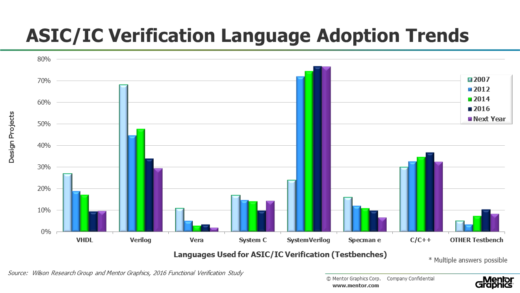 ASIC/IC Verification Language Adoption Trends
80%
70%
60%
50%
40%
30%
20%
10%
0%
Design Projects
2007
2012
2014
2016
Next Year
VHDL Verilog Vera System C SystemVerilog Specman e C/C++ OTHER Testbench
Languages Used for ASIC/IC Verification (Testbenches)
* Multiple answers possible
Source: Wilson Research Group and Mentor Graphics, 2016 Functional Verification Study
© Mentor Graphics Corp. Company Confidential
www.mentor.com
Mentor
Graphics